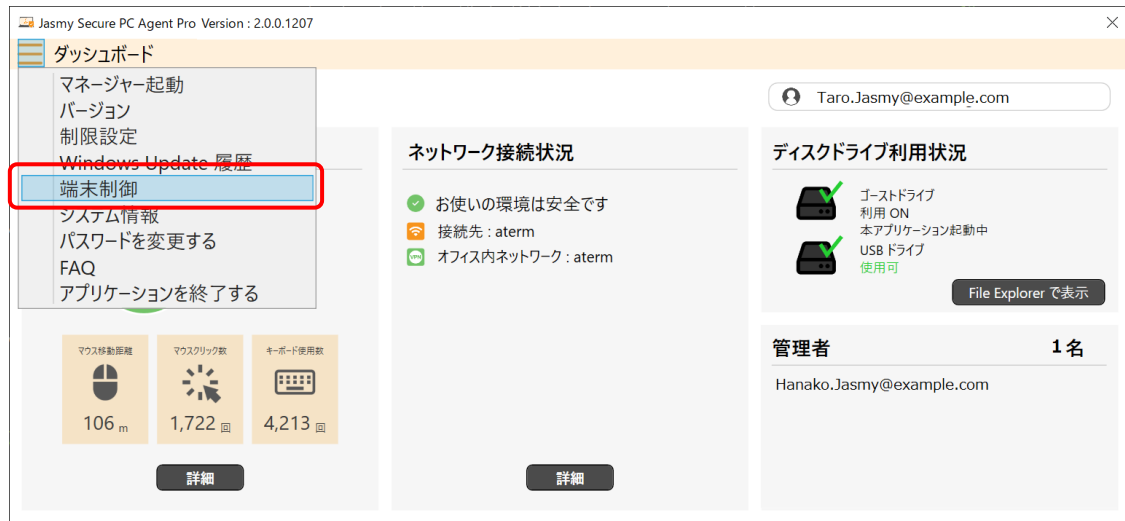 Jasmy Secure PC Agent Pro Version : 2.0.0.1207
ダッシュボード
マネージャー起動
バージョン
制限設定
Windows Update 履歴
端末制御
システム情報
パスワードを変更する
FAQ
アプリケーションを終了する
Taro.Jasmy@example.com
マウス移動距離
106 m
マウスクリック数
1,722 回
キーボード使用数
4,213 回
詳細
ネットワーク接続状況
お使いの環境は安全です
接続先 : aterm
VPN
オフィス内ネットワーク : aterm
詳細
ディスクドライブ利用状況
ゴーストドライブ
利用 ON
本アプリケーション起動中
USB ドライブ
使用可
File Explorer で表示
管理者 1名
Hanako.Jasmy@example.com